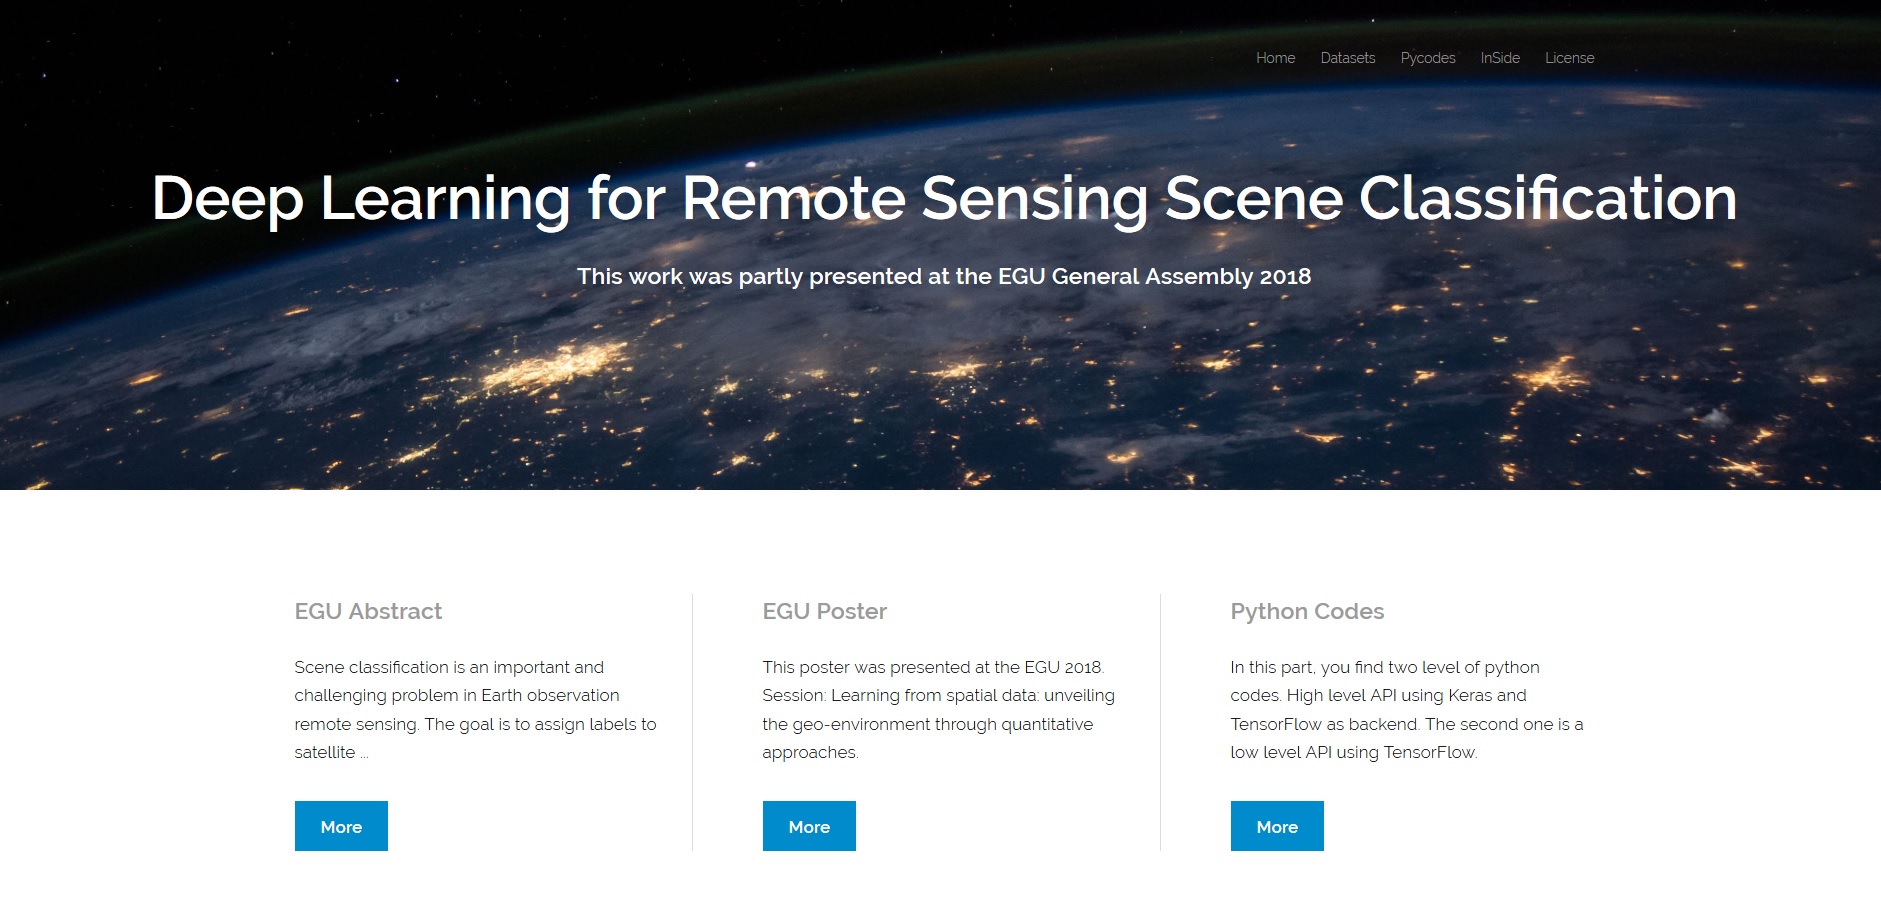 Home Datasets Pycodes InSide License
Deep Learning for Remote Sensing Scene Classification
This work was partly presented at the EGU General Assembly 2018
EGU Abstract
Scene classification is an important and
challenging problem in Earth observation
remote sensing. The goal is to assign labels to
satellite ...
More
EGU Poster
This poster was presented at the EGU 2018.
Session: Learning from spatial data: unveiling
the geo-environment through quantitative
approaches.
More
Python Codes
In this part, you find two level of python
codes. High level API using Keras and
TensorFlow as backend. The second one is a
low level API using TensorFlow.
More